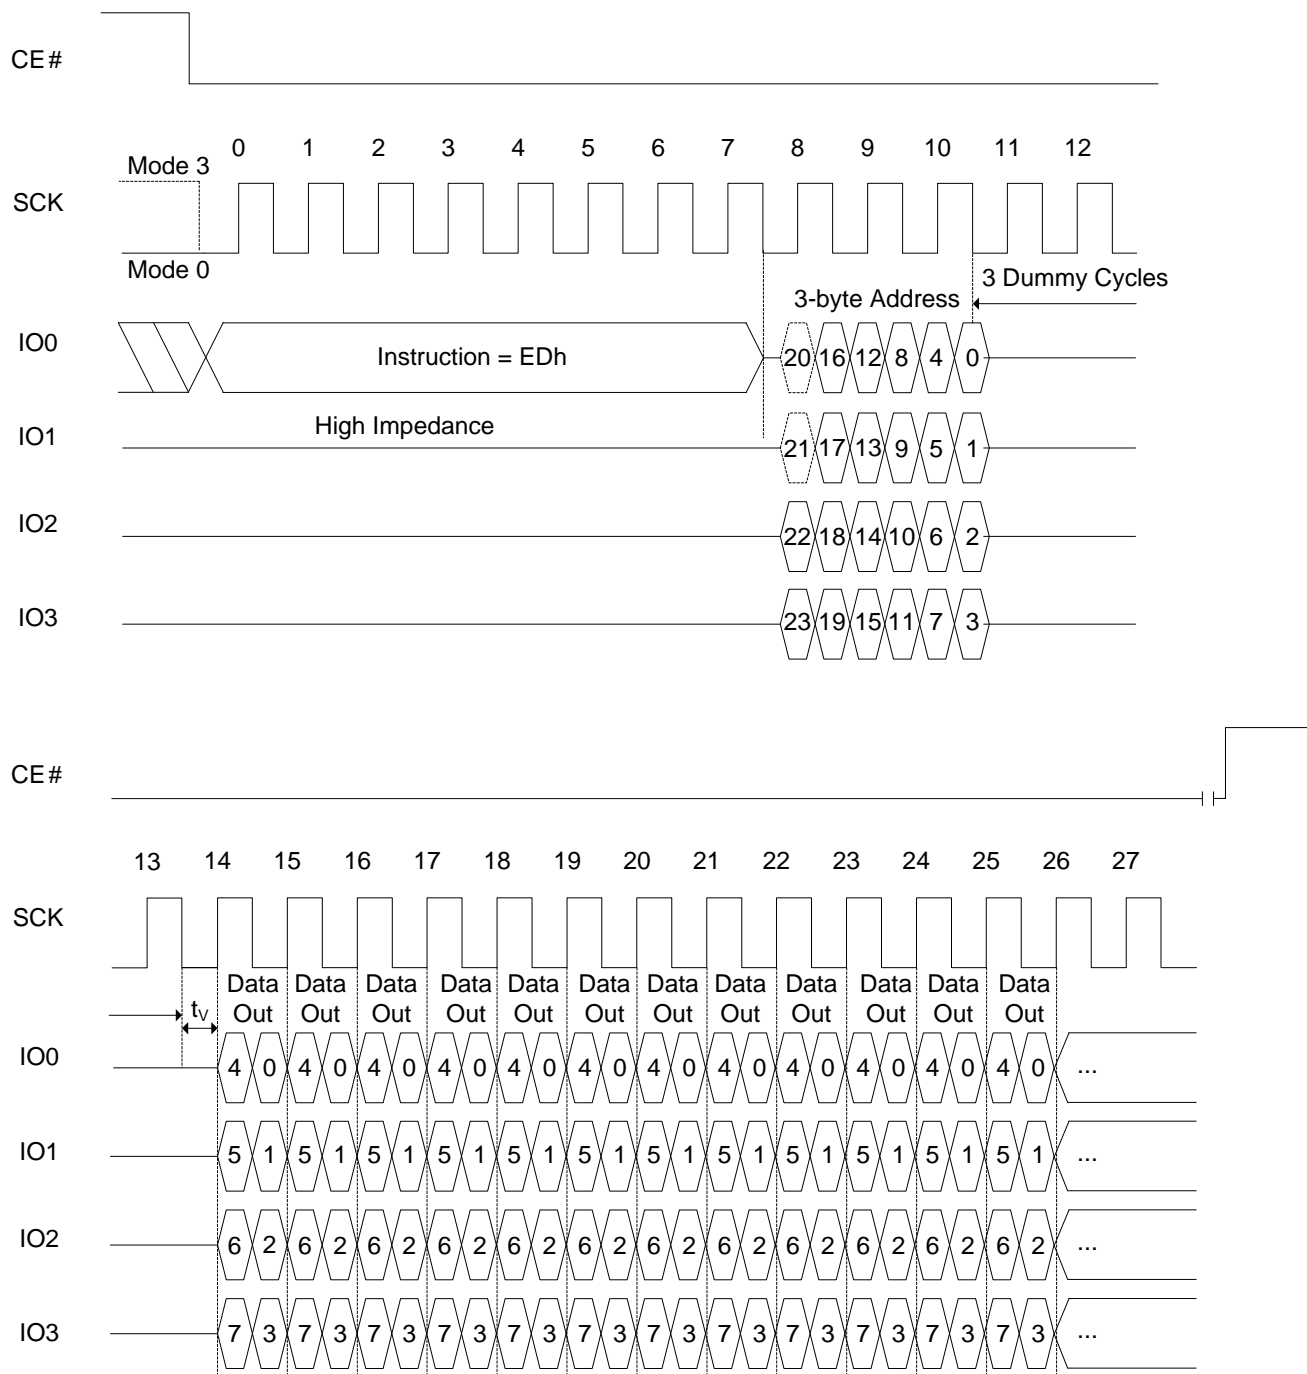 CE#
0 1 2 3 4 5 6 7 8 9 10 11 12
Mode 3
SCK
Mode 0
3 Dummy Cycles
3-byte Address
IO0
Instruction = EDh
20 16 12 8 4 0
High Impedance
IO1
21 17 13 9 5 1
IO2
22 18 14 10 6 2
IO3
23 19 15 11 7 3
CE#
13 14 15 16 17 18 19 20 21 22 23 24 25 26 27
SCK
Data Data Data Data Data Data Data Data Data Data Data Data
tV Out Out Out Out Out Out Out Out Out Out Out Out
IO0
4 0 4 0 4 0 4 0 4 0 4 0 4 0 4 0 4 0 4 0 4 0 4 0 ...
IO1
5 1 5 1 5 1 5 1 5 1 5 1 5 1 5 1 5 1 5 1 5 1 5 1 ...
IO2
6 2 6 2 6 2 6 2 6 2 6 2 6 2 6 2 6 2 6 2 6 2 6 2 ...
IO3
7 3 7 3 7 3 7 3 7 3 7 3 7 3 7 3 7 3 7 3 7 3 7 3 ...